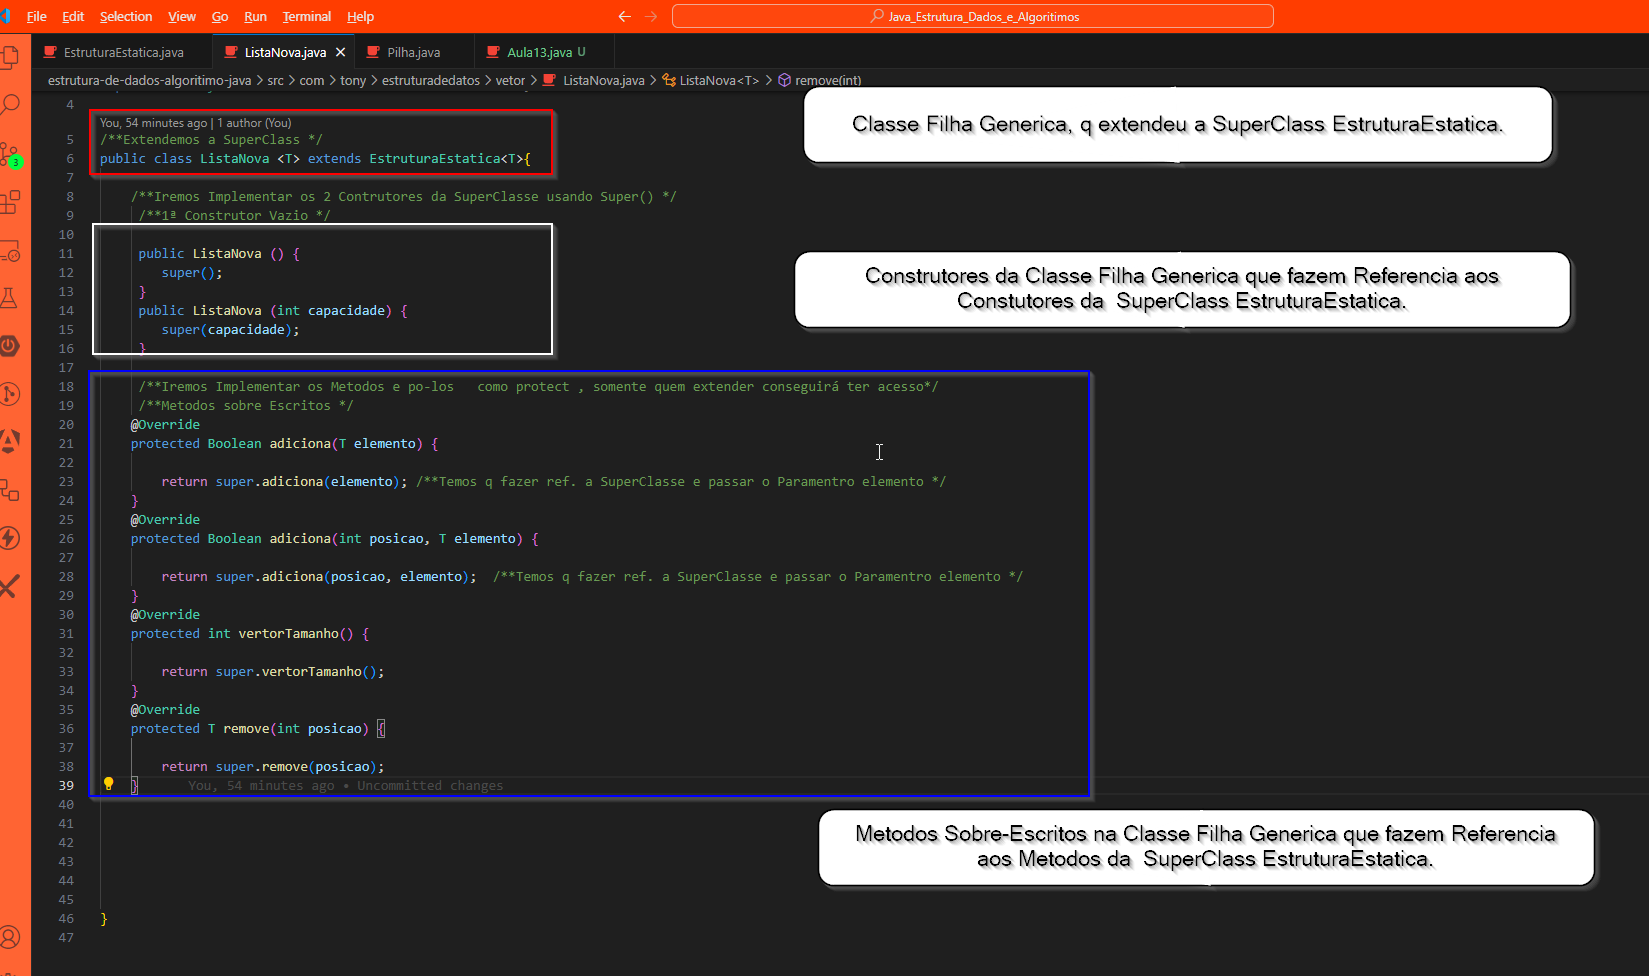 File Edit Selection View Go Run Terminal Help
Java_Estrutura_Dados_e_Algoritimos
EstruturaEstatica.java
ListaNova.java
Pilha.java
Aula13.java U
estrutura-de-dados-algoritimo-java > src > com > tony > estruturadedatos > vetor > ListaNova.java > ListaNova<T> > remove(int)
4
You, 54 minutes ago | 1 author (You)
5 /**Extendemos a SuperClass */
6 public class ListaNova <T> extends EstruturaEstatica<T>{
7
8 /**Iremos Implementar os 2 Contrutores da SuperClasse usando Super() */
9 /**1ª Construtor Vazio */
10
11 public ListaNova () {
12 super();
13 }
14 public ListaNova (int capacidade) {
15 super(capacidade);
16 }
17
18 /**Iremos Implementar os Metodos e po-los   como protect , somente quem extender conseguirá ter acesso*/
19 /**Metodos sobre Escritos */
20 @Override
21 protected Boolean adiciona(T elemento) {
22
23 return super.adiciona(elemento); /**Temos q fazer ref. a SuperClasse e passar o Paramentro elemento */
24 }
25 @Override
26 protected Boolean adiciona(int posicao, T elemento) {
27
28 return super.adiciona(posicao, elemento);  /**Temos q fazer ref. a SuperClasse e passar o Paramentro elemento */
29 }
30 @Override
31 protected int vertorTamanho() {
32
33 return super.vertorTamanho();
34 }
35 @Override
36 protected T remove(int posicao) {
37
38 return super.remove(posicao);
39 } You, 54 minutes ago • Uncommitted changes
40
41
42
43
44
45
46 }
47
Classe Filha Generica, q extendeu a SuperClass EstruturaEstatica.
Construtores da Classe Filha Generica que fazem Referencia aos
Constutores da SuperClass EstruturaEstatica.
Metodos Sobre-Escritos na Classe Filha Generica que fazem Referencia
aos Metodos da SuperClass EstruturaEstatica.
3